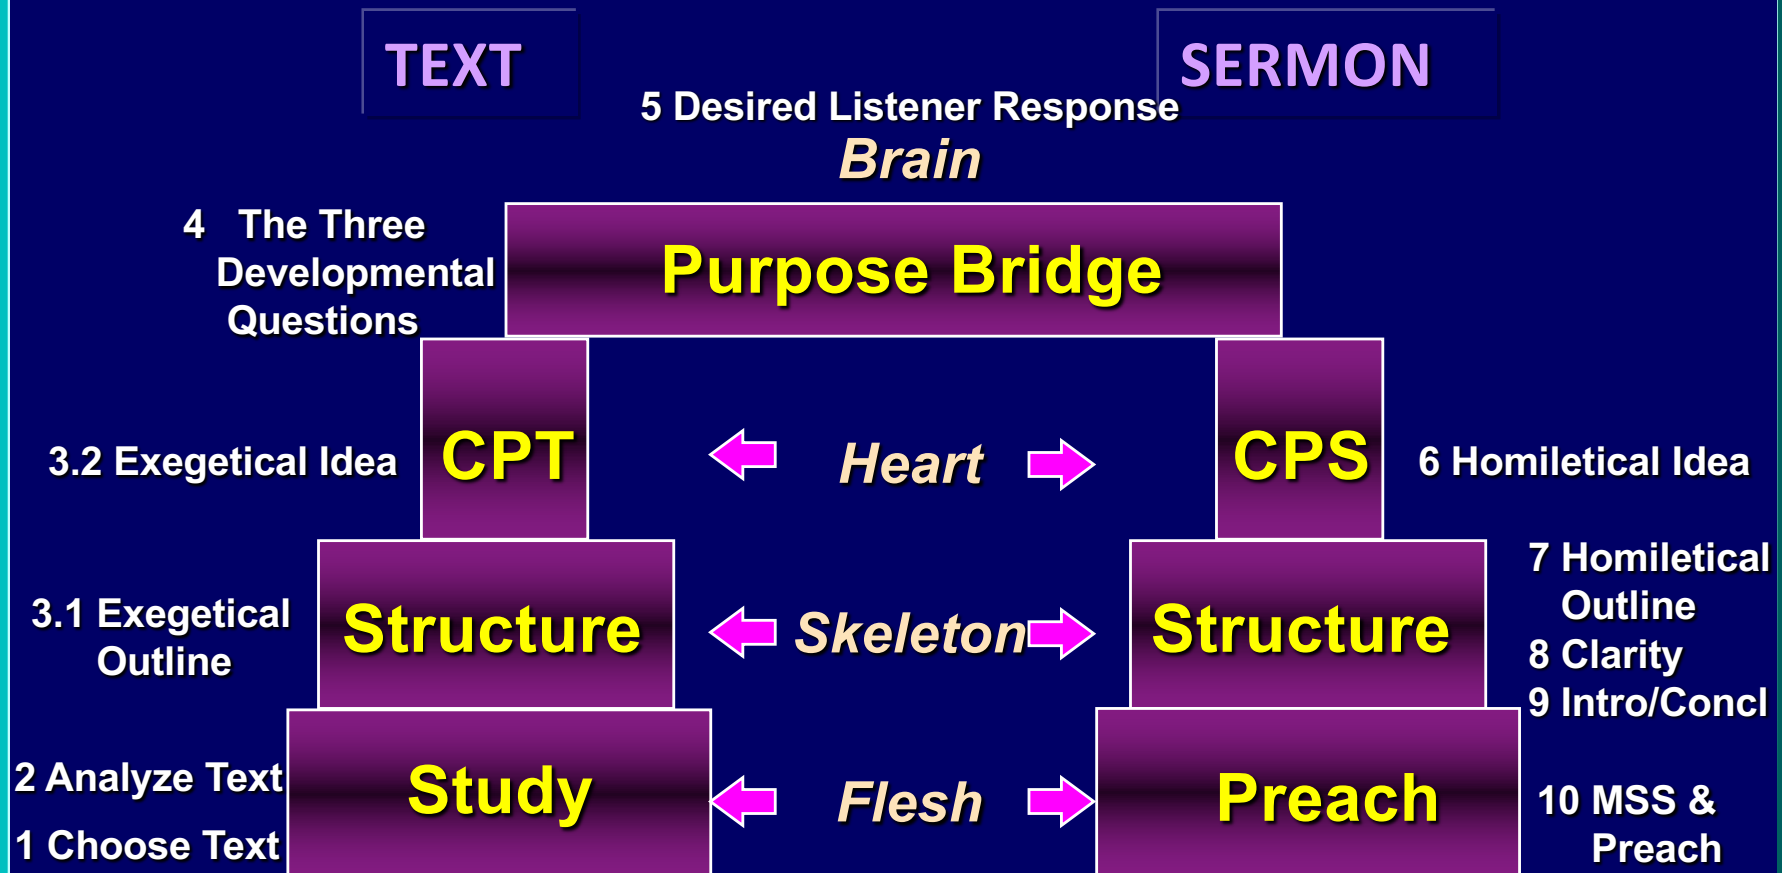 TEXT
SERMON
5 Desired Listener Response
Brain
4 The Three
Developmental
Questions
Purpose Bridge
3.2 Exegetical Idea
CPT
Heart
CPS
6 Homiletical Idea
3.1 Exegetical
Outline
Structure
Skeleton
Structure
7 Homiletical
Outline
8 Clarity
9 Intro/Concl
2 Analyze Text
1 Choose Text
Study
Flesh
Preach
10 MSS &
Preach